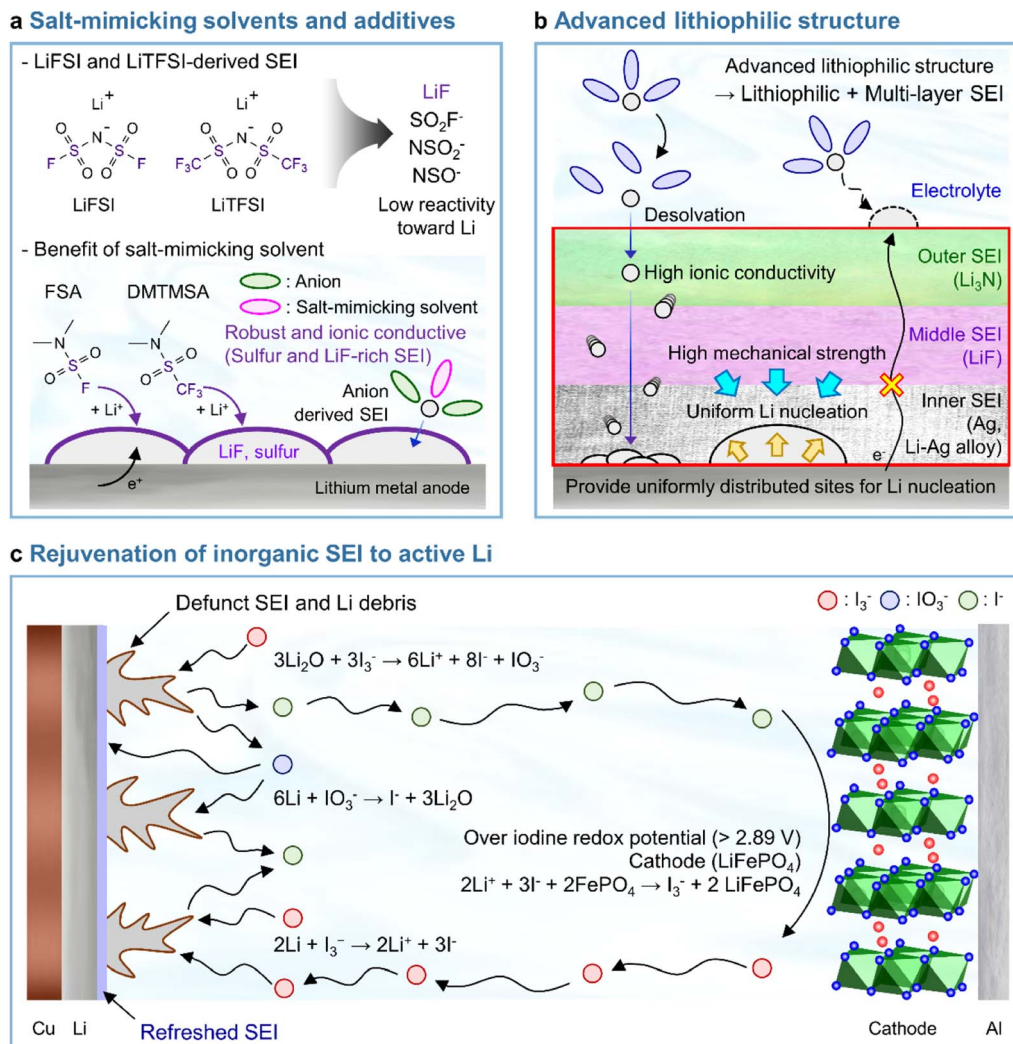 a Salt-mimicking solvents and additives
- LiFSI and LiTFSI-derived SEI
Li⁺
O O
S N⁻ S
F O O F
LiFSI
Li⁺
O O
S N⁻ S
F₃C O O CF₃
LiTFSI
LiF
SO₂F⁻
NSO₂⁻
NSO⁻
Low reactivity
toward Li
- Benefit of salt-mimicking solvent
FSA
N
S O
O F
DMTMSA
N
S O
O CF₃
: Anion
: Salt-mimicking solvent
Robust and ionic conductive
(Sulfur and LiF-rich SEI)
+ Li⁺
+ Li⁺
Anion
derived SEI
LiF, sulfur
e⁺
Lithium metal anode
b Advanced lithiophilic structure
Advanced lithiophilic structure
→ Lithiophilic + Multi-layer SEI
Electrolyte
Desolvation
High ionic conductivity
Outer SEI
(Li₃N)
Middle SEI
(LiF)
High mechanical strength
Uniform Li nucleation
Inner SEI
(Ag,
Li-Ag alloy)
e⁻
Provide uniformly distributed sites for Li nucleation
c Rejuvenation of inorganic SEI to active Li
Defunct SEI and Li debris
: I₃⁻ : IO₃⁻ : I⁻
3Li₂O + 3I₃⁻ → 6Li⁺ + 8I⁻ + IO₃⁻
6Li + IO₃⁻ → I⁻ + 3Li₂O
Over iodine redox potential (> 2.89 V)
Cathode (LiFePO₄)
2Li⁺ + 3I⁻ + 2FePO₄ → I₃⁻ + 2 LiFePO₄
2Li + I₃⁻ → 2Li⁺ + 3I⁻
Cu Li Refreshed SEI Cathode Al